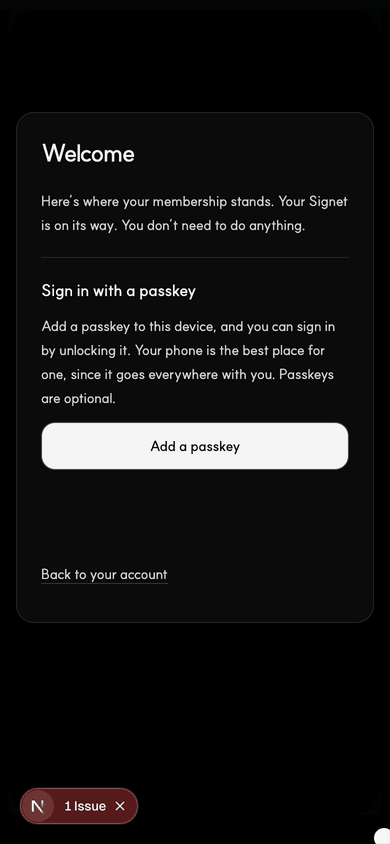 Welcome
Here's where your membership stands. Your Signet
is on its way. You don't need to do anything.
Sign in with a passkey
Add a passkey to this device, and you can sign in
by unlocking it. Your phone is the best place for
one, since it goes everywhere with you. Passkeys
are optional.
Add a passkey
Back to your account
N 1 Issue